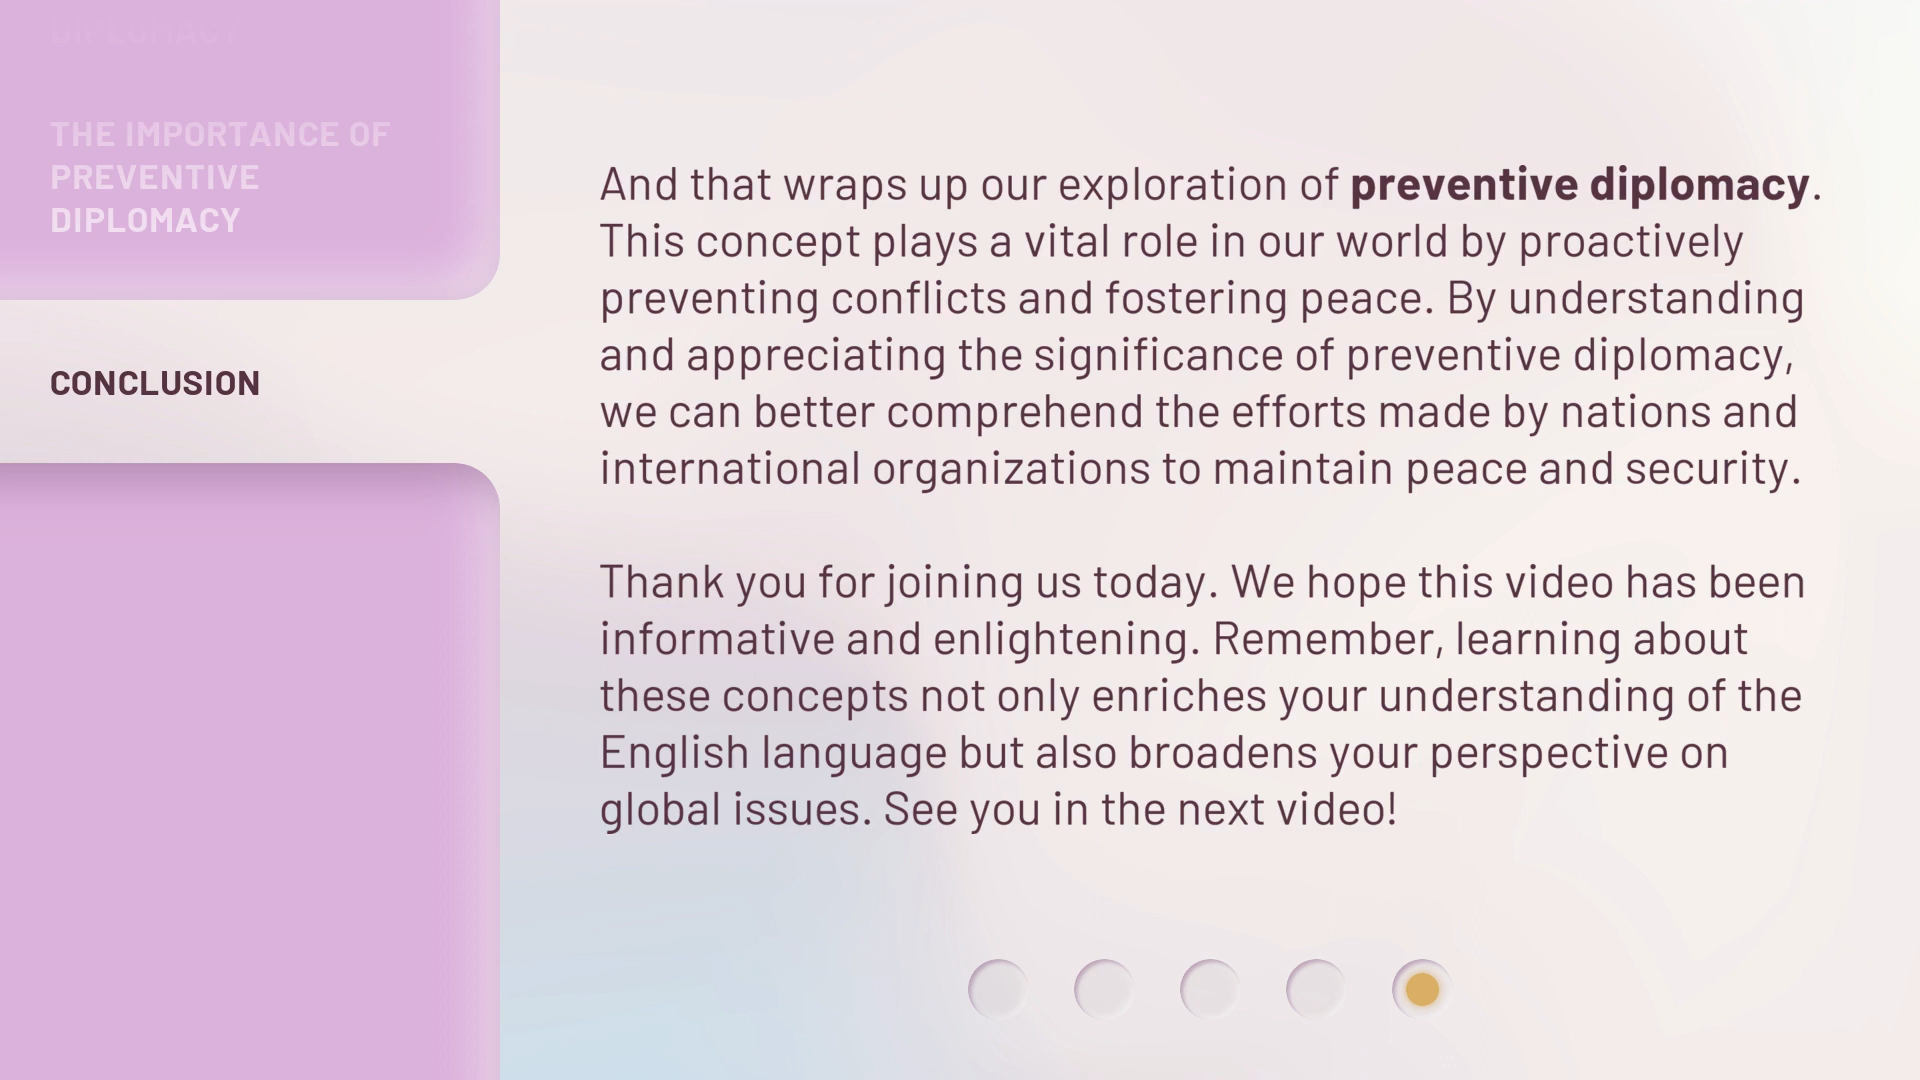 DIPLOMACY
THE IMPORTANCE OF
PREVENTIVE
DIPLOMACY
CONCLUSION
And that wraps up our exploration of preventive diplomacy.
This concept plays a vital role in our world by proactively
preventing conflicts and fostering peace. By understanding
and appreciating the significance of preventive diplomacy,
we can better comprehend the efforts made by nations and
international organizations to maintain peace and security.
Thank you for joining us today. We hope this video has been
informative and enlightening. Remember, learning about
these concepts not only enriches your understanding of the
English language but also broadens your perspective on
global issues. See you in the next video!